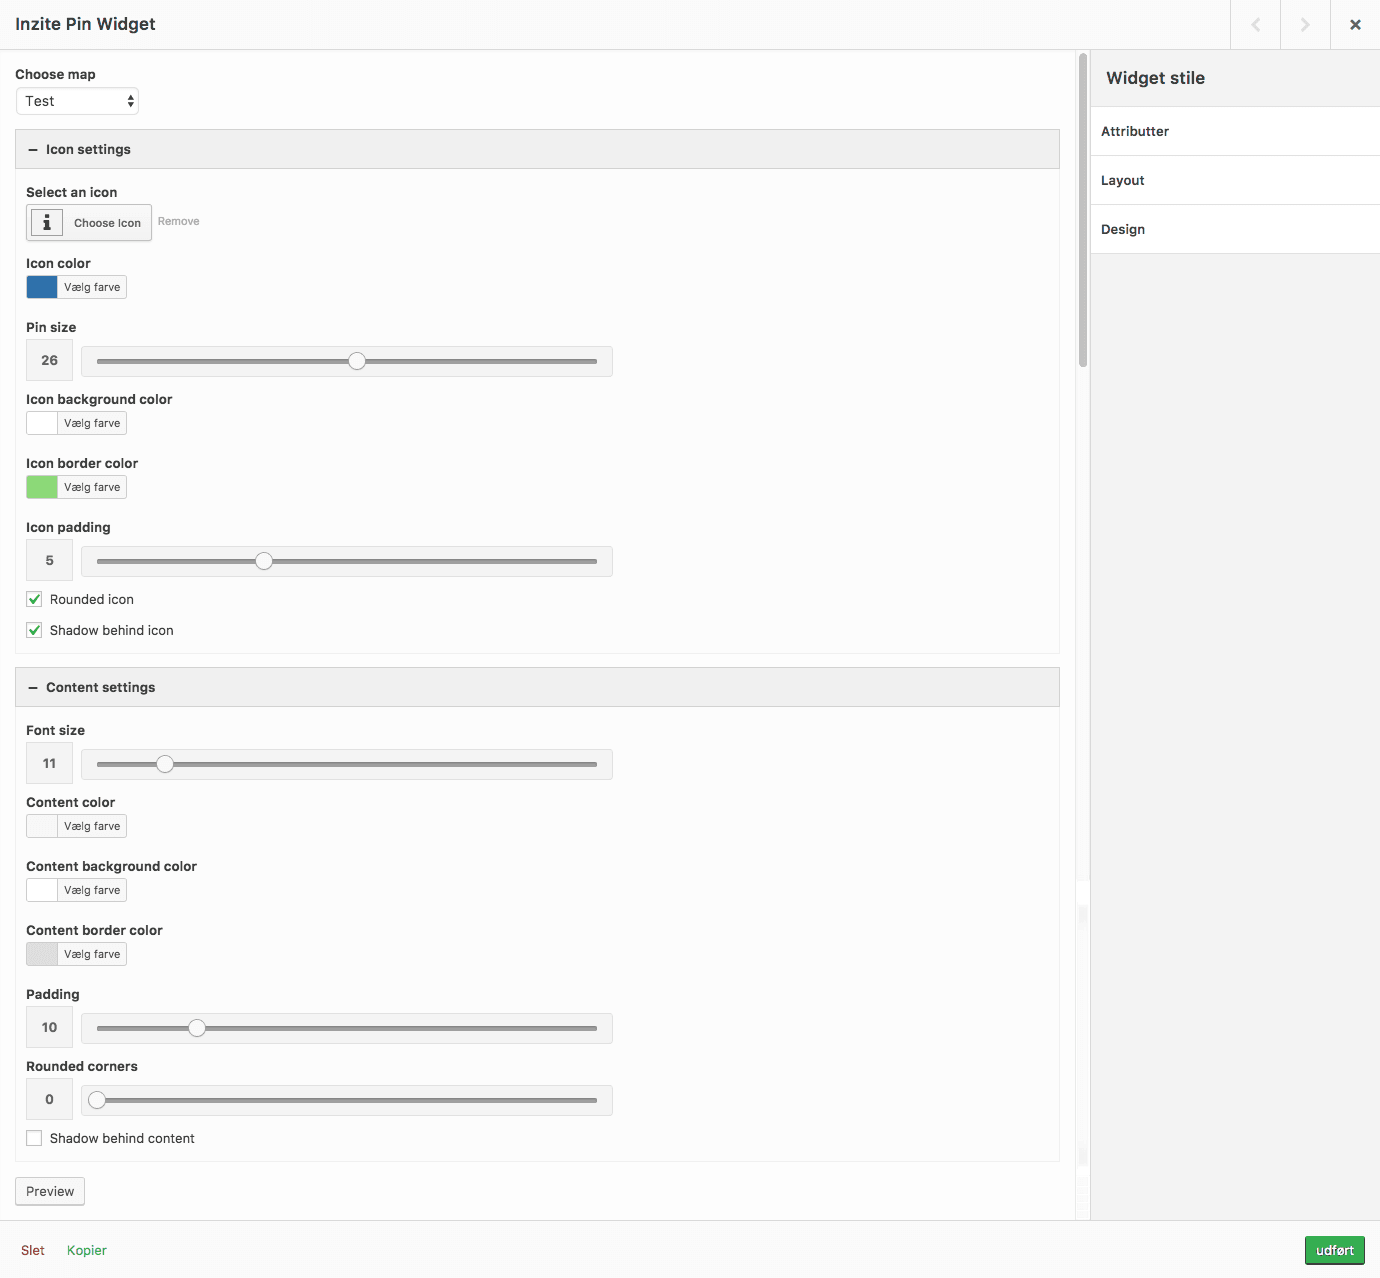 Inzite Pin Widget
Choose map
Test
Icon settings
Select an icon
Choose Icon
Remove
Icon color
Vælg farve
Pin size
26
Icon background color
Vælg farve
Icon border color
Vælg farve
Icon padding
5
Rounded icon
Shadow behind icon
Content settings
Font size
11
Content color
Vælg farve
Content background color
Vælg farve
Content border color
Vælg farve
Padding
10
Rounded corners
0
Shadow behind content
Preview
Widget stile
Attributter
Layout
Design
Slet
Kopier
udført